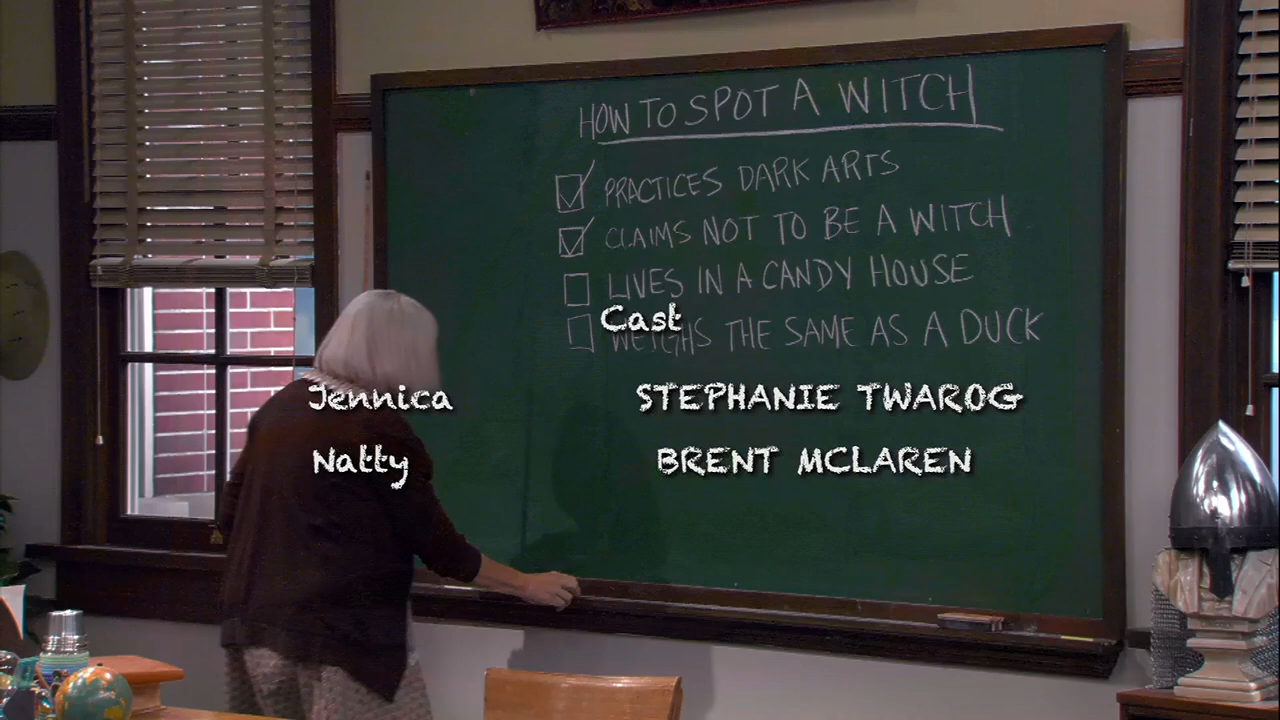 HOW TO SPOT A WITCH
PRACTICES DARK ARTS
CLAIMS NOT TO BE A WITCH
LIVES IN A CANDY HOUSE
WEIGHS THE SAME AS A DUCK
Cast
Jennica STEPHANIE TWAROG
Natty BRENT MCLAREN